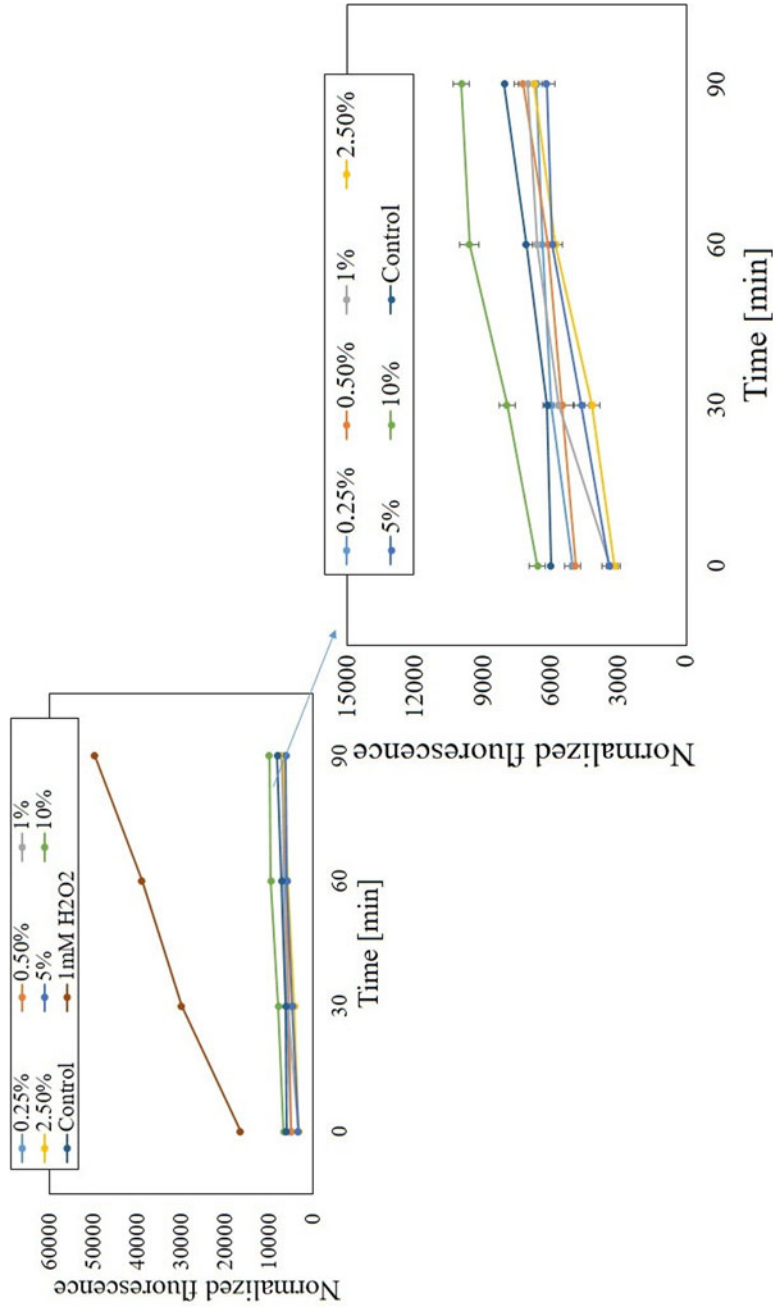 0.25% 0.50% 1%
2.50% 5% 10%
Control 1mM H2O2
60000
50000
40000
30000
20000
10000
0
Normalized fluorescence
0 30 60 90
Time [min]
0.25% 0.50% 1% 2.50%
5% 10% Control
15000
12000
9000
6000
3000
0
Normalized fluorescence
0 30 60 90
Time [min]